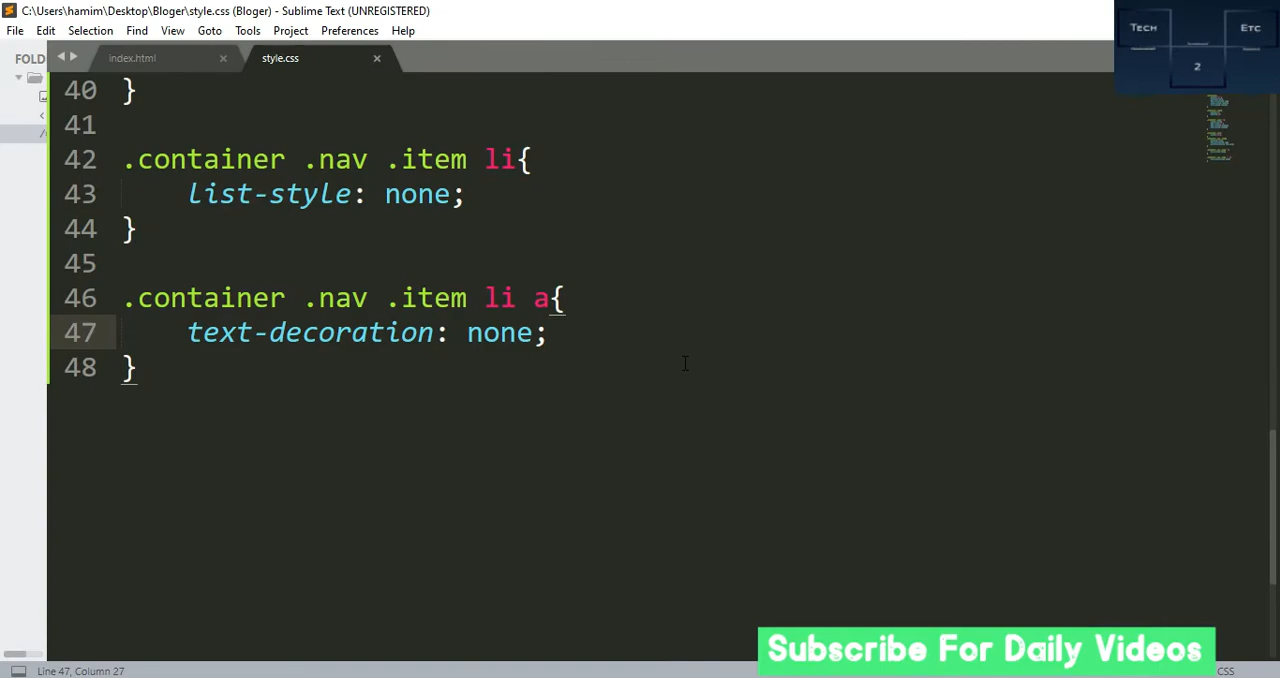 C:\Users\hamim\Desktop\Bloger\style.css (Bloger) - Sublime Text (UNREGISTERED)
File Edit Selection Find View Goto Tools Project Preferences Help
Tech Etc
2
FOLD
index.html × style.css ×
40 }
41
42 .container .nav .item li{
43 list-style: none;
44 }
45
46 .container .nav .item li a{
47 text-decoration: none;
48 }
Subscribe For Daily Videos
Line 47, Column 27
CSS